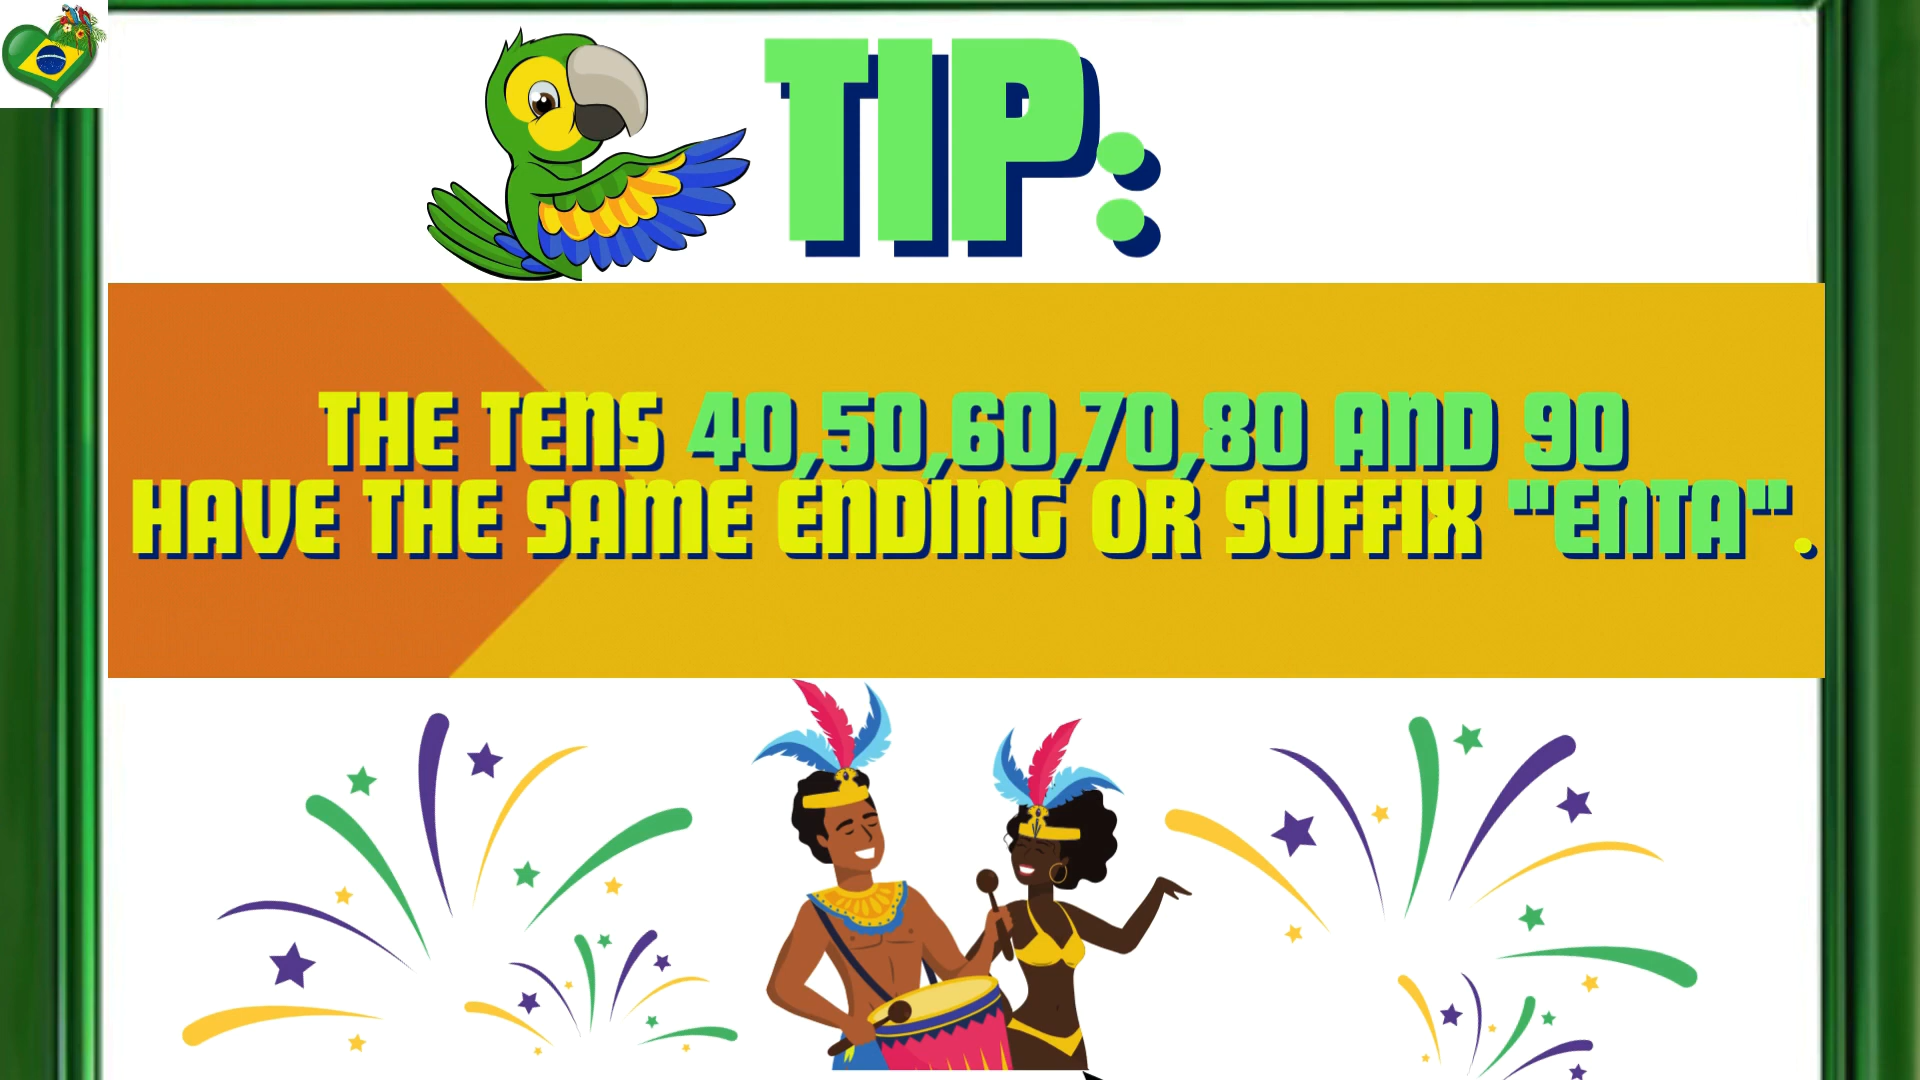 TIP:
THE TENS 40,50,60,70,80 AND 90
HAVE THE SAME ENDING OR SUFFIX "ENTA".